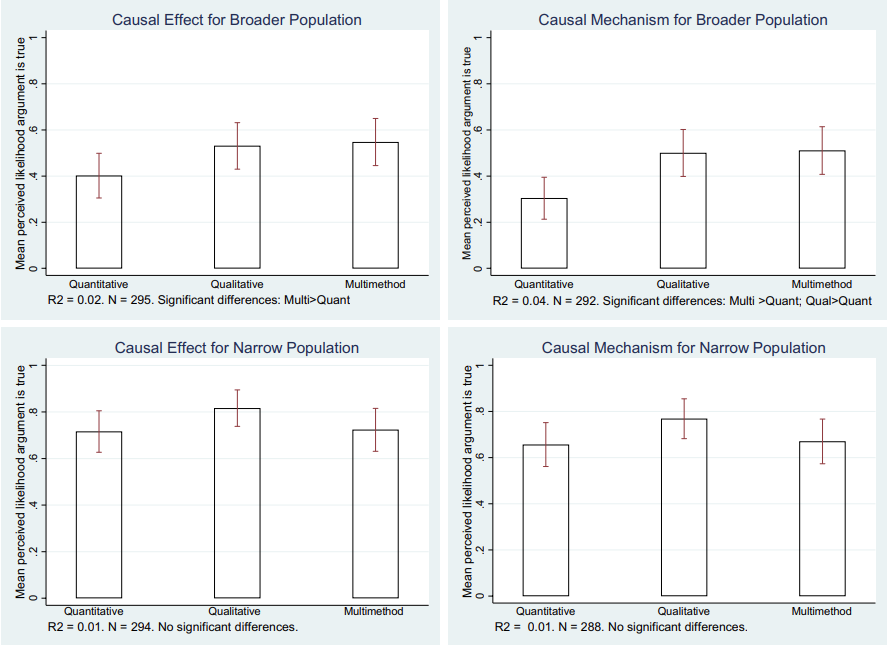 Causal Effect for Broader Population
Mean perceived likelihood argument is true
1
.8
.6
.4
.2
0
Quantitative Qualitative Multimethod
R2 = 0.02. N = 295. Significant differences: Multi>Quant
Causal Mechanism for Broader Population
Mean perceived likelihood argument is true
1
.8
.6
.4
.2
0
Quantitative Qualitative Multimethod
R2 = 0.04. N = 292. Significant differences: Multi >Quant; Qual>Quant
Causal Effect for Narrow Population
Mean perceived likelihood argument is true
1
.8
.6
.4
.2
0
Quantitative Qualitative Multimethod
R2 = 0.01. N = 294. No significant differences.
Causal Mechanism for Narrow Population
Mean perceived likelihood argument is true
1
.8
.6
.4
.2
0
Quantitative Qualitative Multimethod
R2 =  0.01. N = 288. No significant differences.